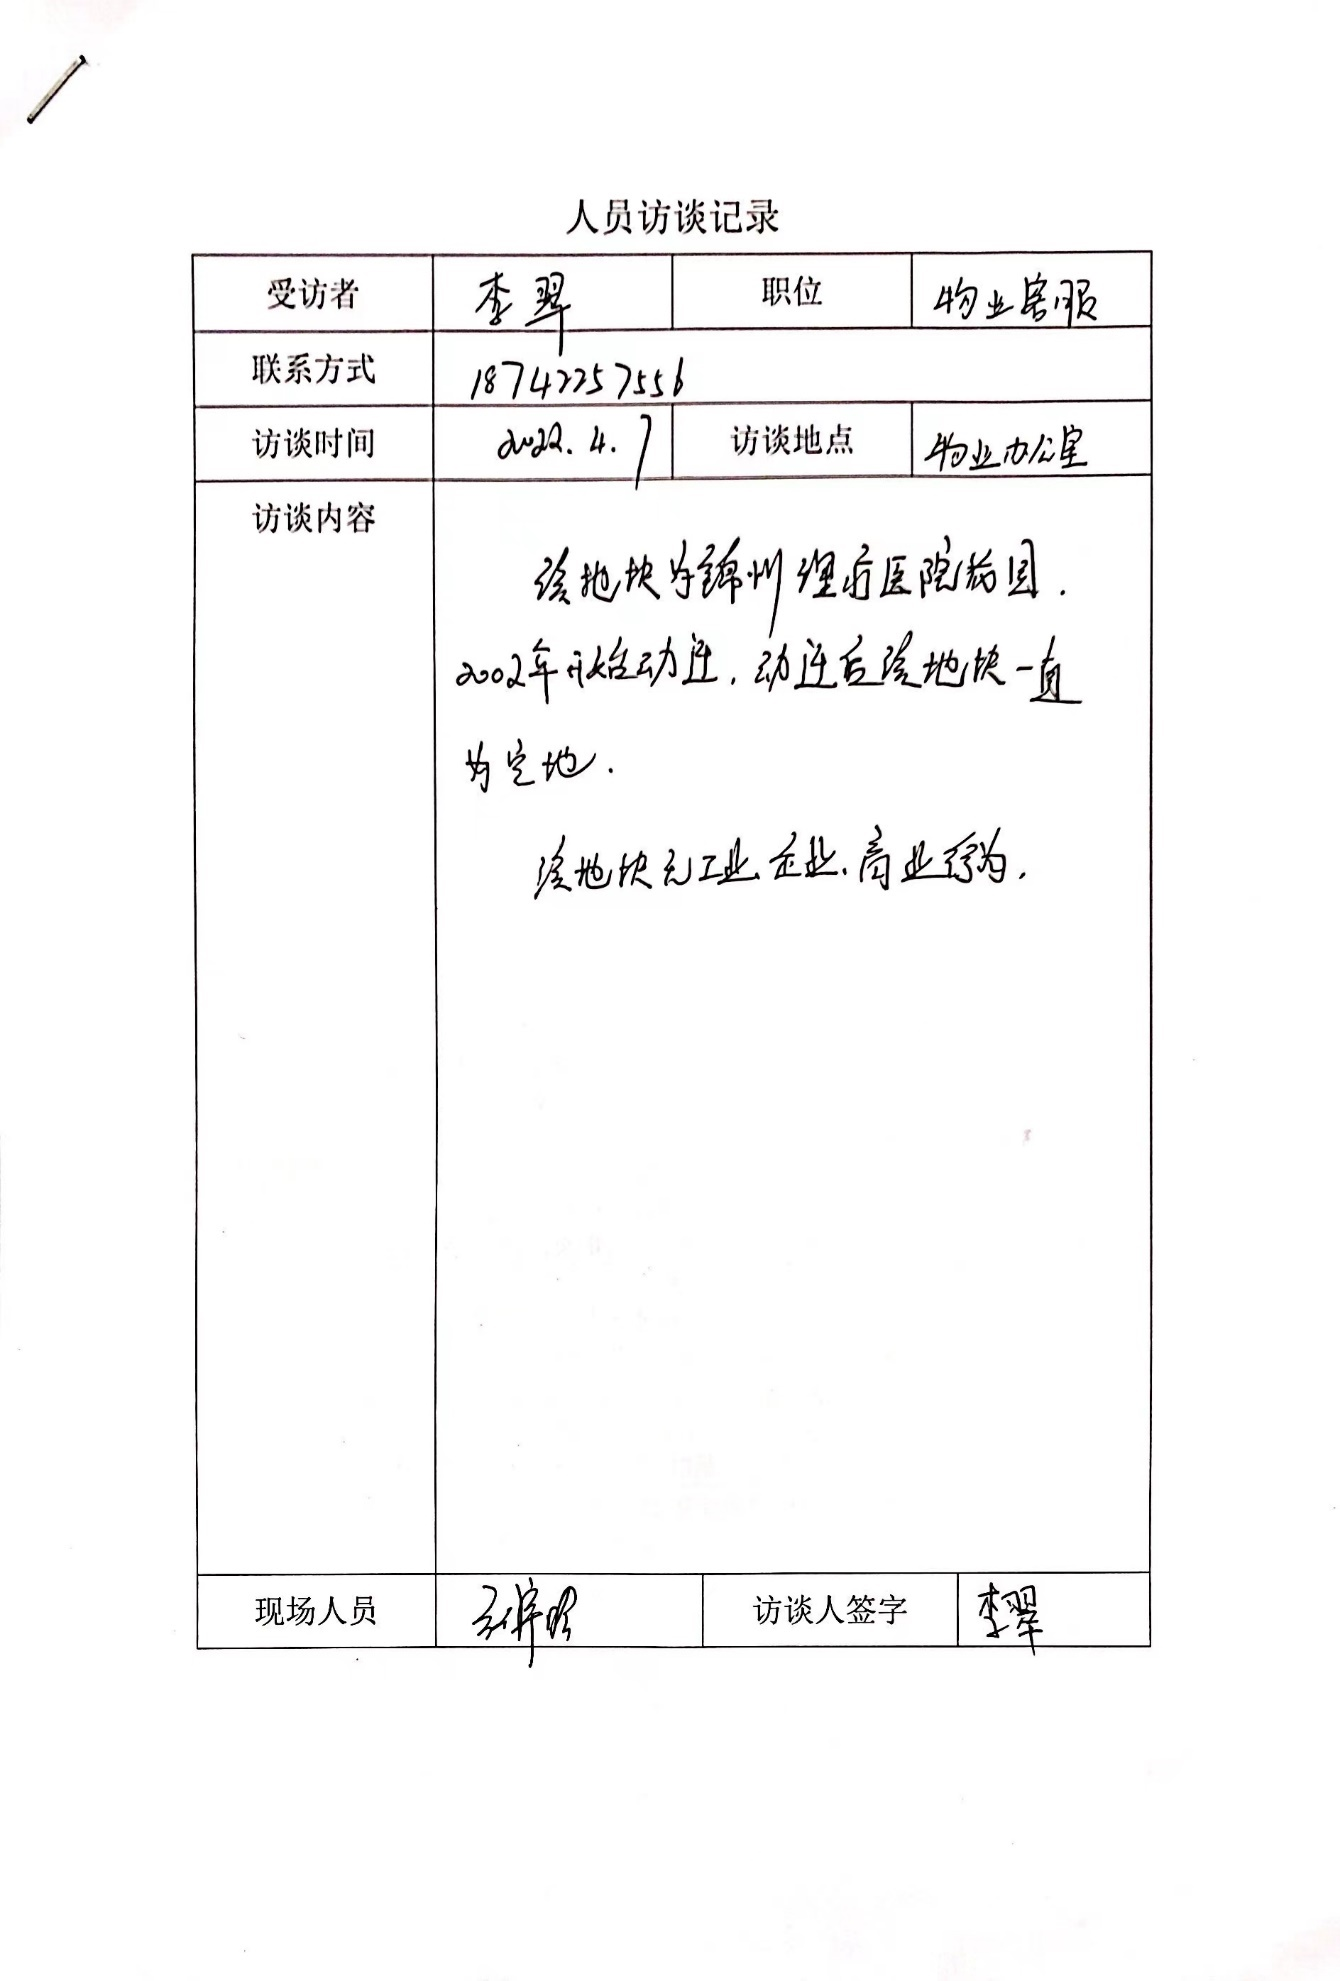 人员访谈记录
受访者 李翠 职位 物业客服
联系方式 18742257556
访谈时间 2022.4.7 访谈地点 物业办公室
访谈内容
该地块为锦州理疗医院
2002年开始动迁,动迁后该地块一直
为空地.
该地块无工业、企业、商业行为.
现场人员 访谈人签字 李翠